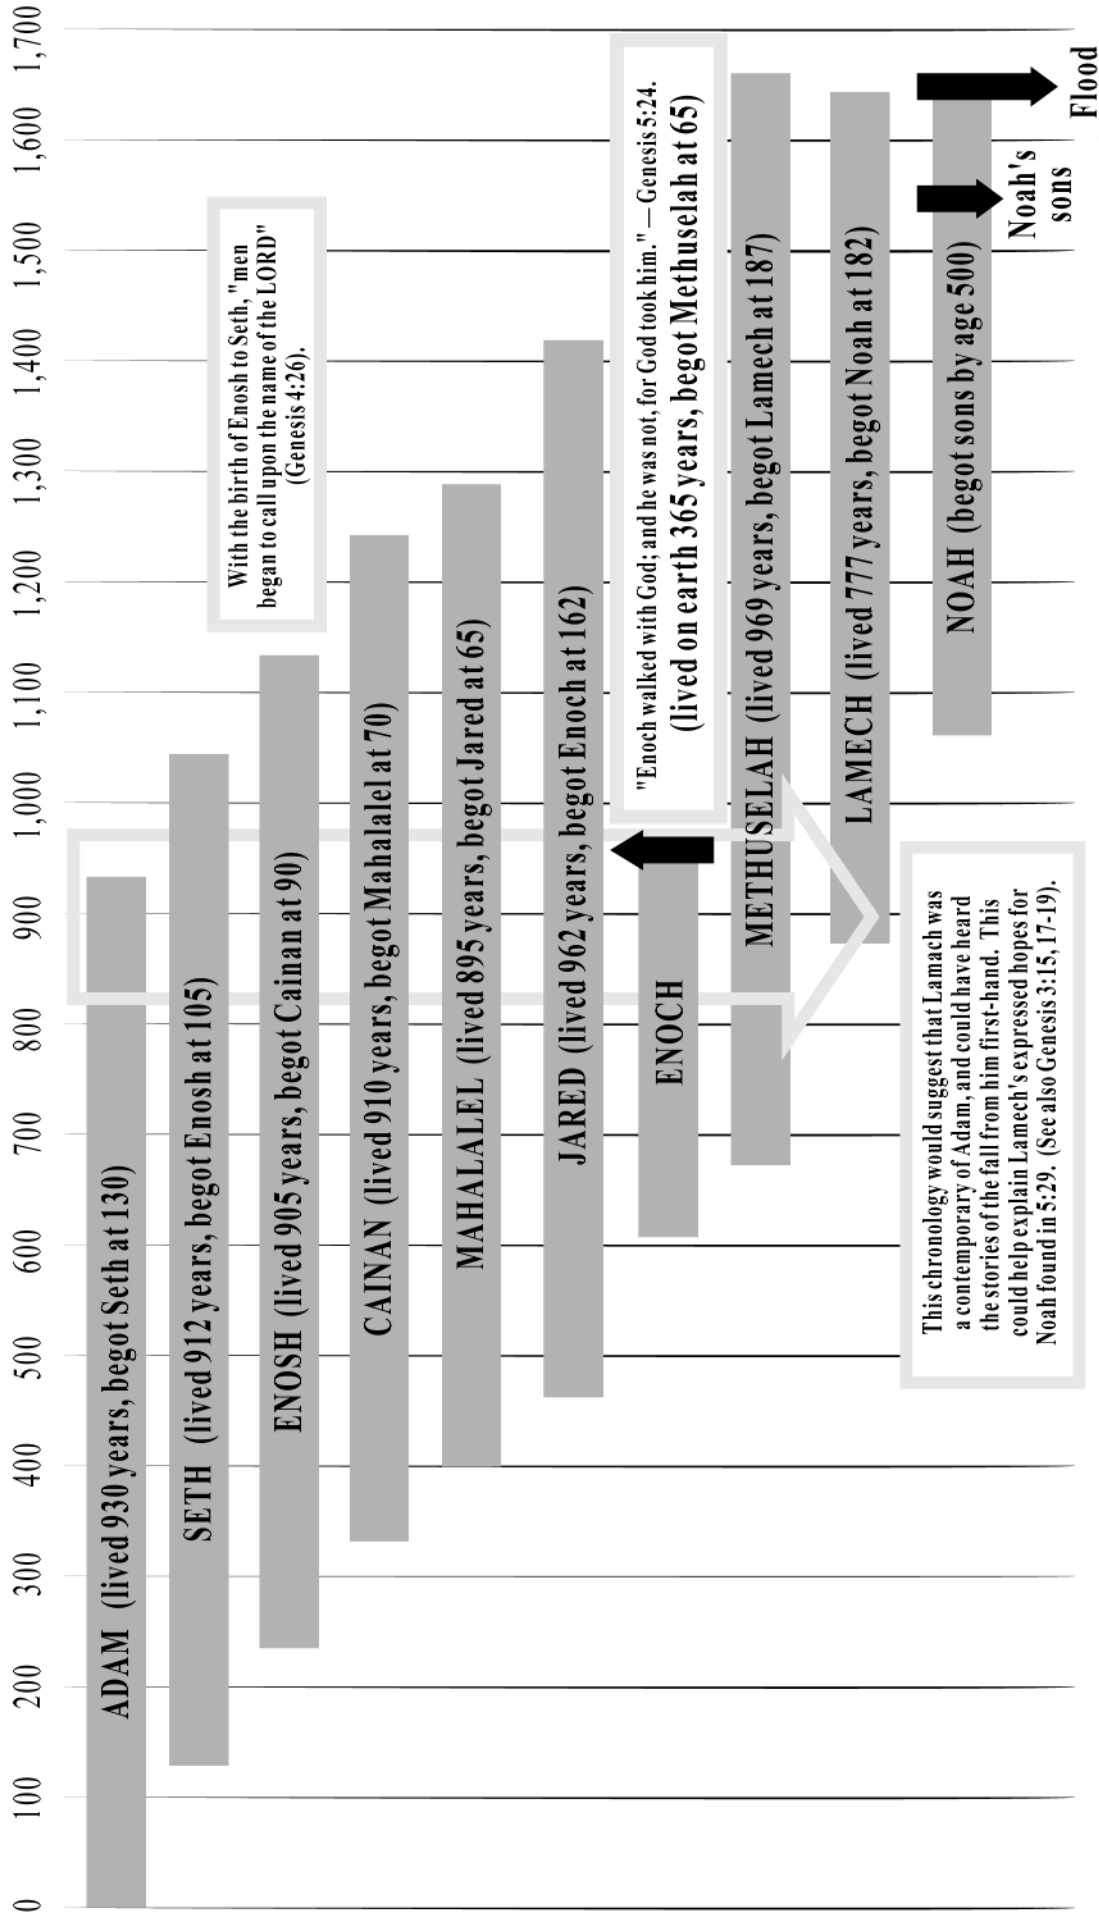 0 100 200 300 400 500 600 700 800 900 1,000 1,100 1,200 1,300 1,400 1,500 1,600 1,700
ADAM (lived 930 years, begot Seth at 130)
SETH (lived 912 years, begot Enosh at 105)
With the birth of Enosh to Seth, "men
began to call upon the name of the LORD"
(Genesis 4:26).
ENOSH (lived 905 years, begot Cainan at 90)
CAINAN (lived 910 years, begot Mahalalel at 70)
MAHALALEL (lived 895 years, begot Jared at 65)
JARED (lived 962 years, begot Enoch at 162)
ENOCH
"Enoch walked with God; and he was not, for God took him." — Genesis 5:24.
(lived on earth 365 years, begot Methuselah at 65)
METHUSELAH (lived 969 years, begot Lamech at 187)
LAMECH (lived 777 years, begot Noah at 182)
NOAH (begot sons by age 500)
This chronology would suggest that Lamach was
a contemporary of Adam, and could have heard
the stories of the fall from him first-hand. This
could help explain Lamech's expressed hopes for
Noah found in 5:29. (See also Genesis 3:15,17-19).
Noah's
sons
Flood